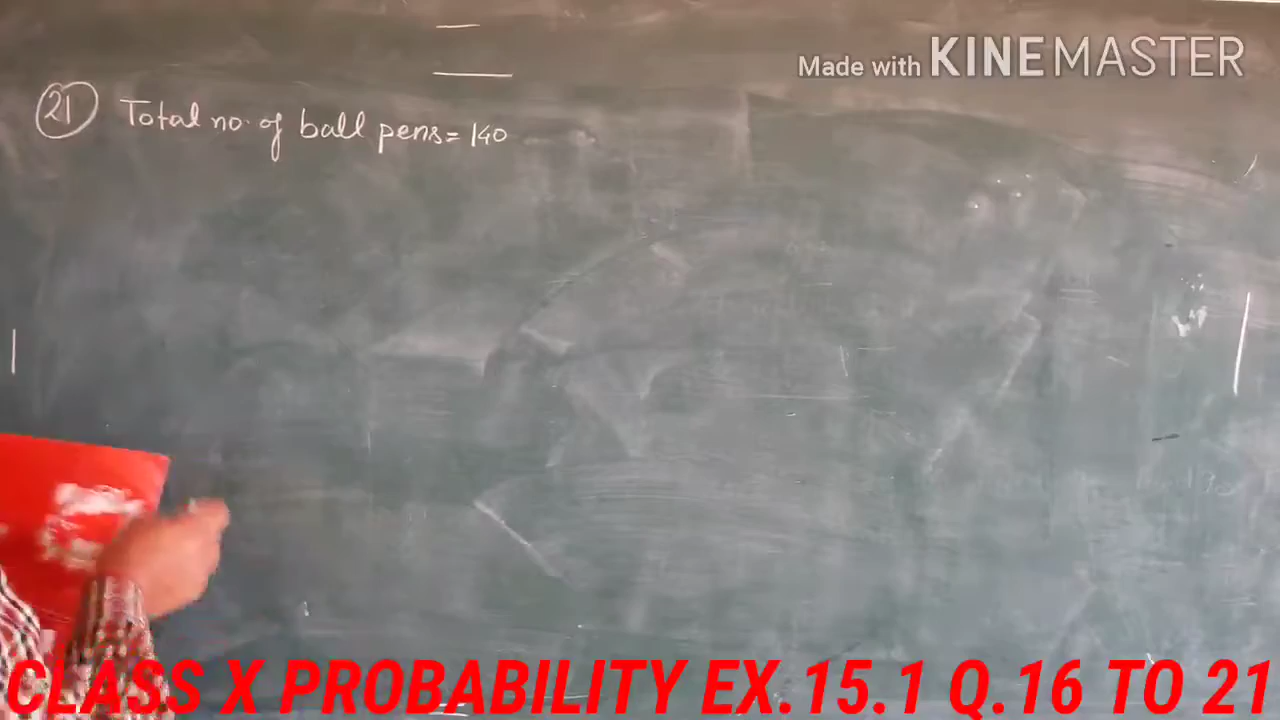 Made with KINEMASTER
21 Total no. of ball pens = 140
CLASS X PROBABILITY EX.15.1 Q.16 TO 21